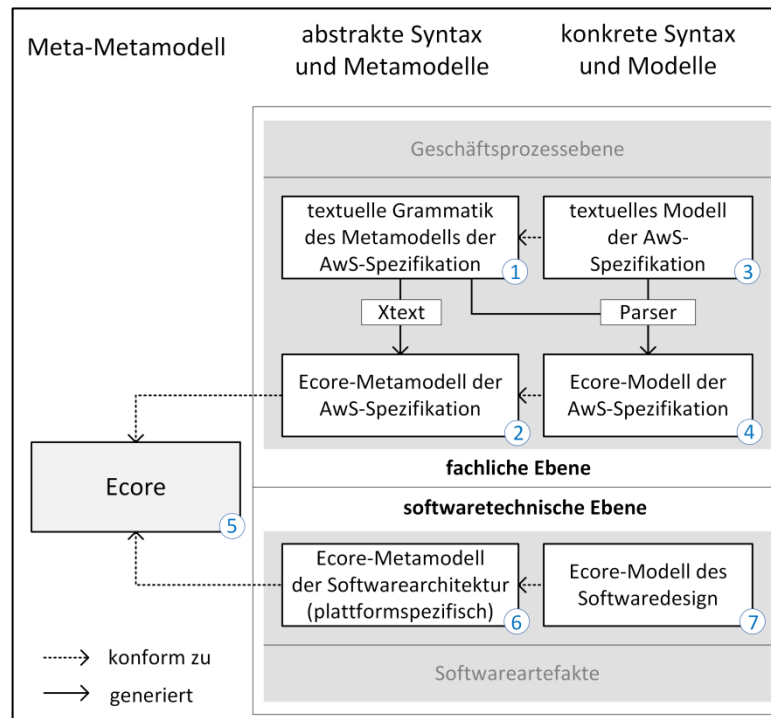 Meta-Metamodell
abstrakte Syntax
und Metamodelle
konkrete Syntax
und Modelle
Geschäftsprozessebene
textuelle Grammatik
des Metamodells der
AwS-Spezifikation
1
textuelles Modell
der AwS-
Spezifikation
3
Xtext
Parser
Ecore-Metamodell der
AwS-Spezifikation
2
Ecore-Modell der
AwS-Spezifikation
4
fachliche Ebene
Ecore
5
softwaretechnische Ebene
Ecore-Metamodell
der Softwarearchitektur
(plattformspezifisch)
6
Ecore-Modell des
Softwaredesign
7
Softwareartefakte
konform zu
generiert